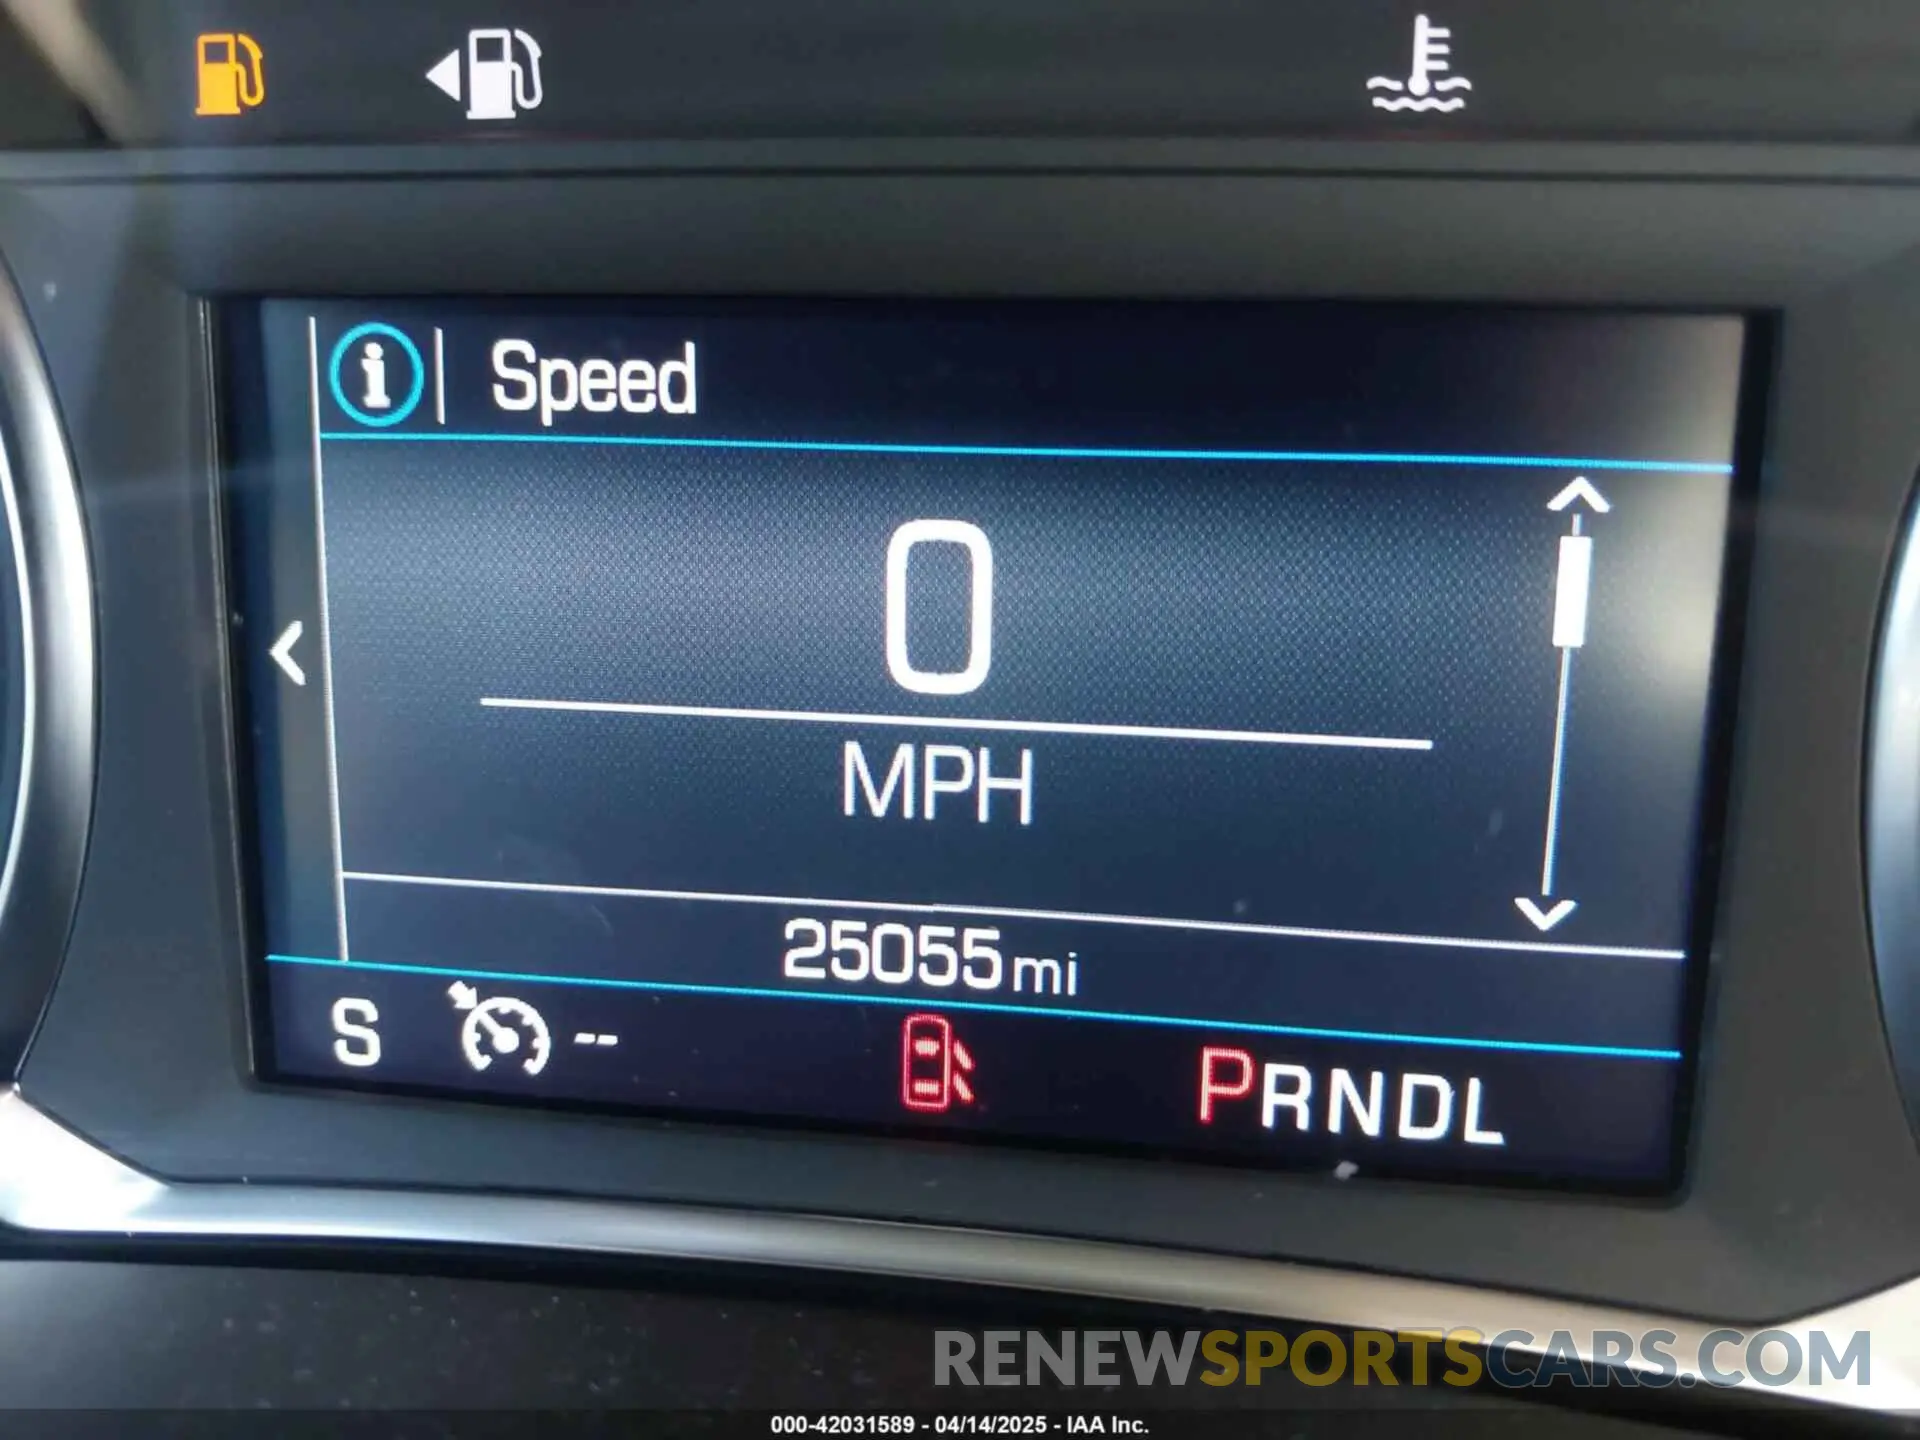 Speed
0
MPH
25055 mi
S --
PRNDL
RENEWSPORTSCARS.COM
000-42031589 - 04/14/2025 - IAA Inc.